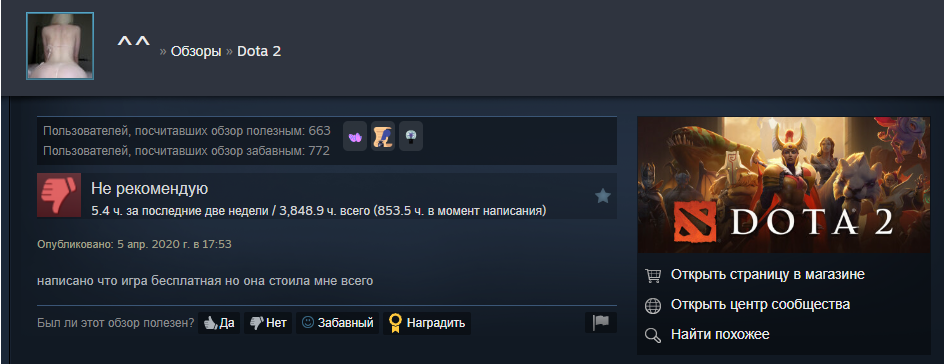 ^^ » Обзоры » Dota 2
Пользователей, посчитавших обзор полезным: 663
Пользователей, посчитавших обзор забавным: 772
Не рекомендую
5.4 ч. за последние две недели / 3,848.9 ч. всего (853.5 ч. в момент написания)
Опубликовано: 5 апр. 2020 г. в 17:53
написано что игра бесплатная но она стоила мне всего
Был ли этот обзор полезен? Да Нет Забавный Наградить
DOTA 2
Открыть страницу в магазине
Открыть центр сообщества
Найти похожее